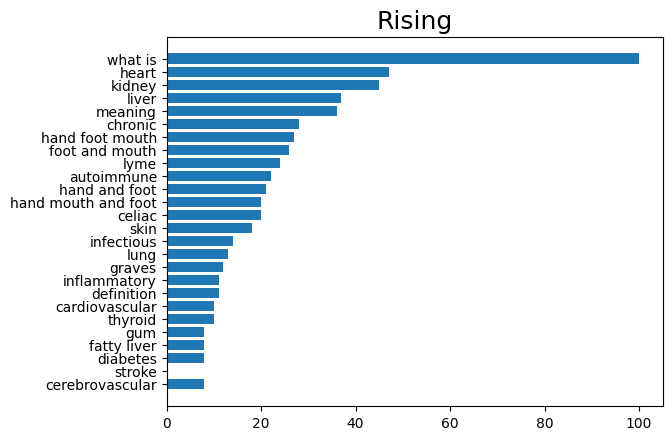 Rising
what is
heart
kidney
liver
meaning
chronic
hand foot mouth
foot and mouth
lyme
autoimmune
hand and foot
hand mouth and foot
celiac
skin
infectious
lung
graves
inflammatory
definition
cardiovascular
thyroid
gum
fatty liver
diabetes
stroke
cerebrovascular
0 20 40 60 80 100